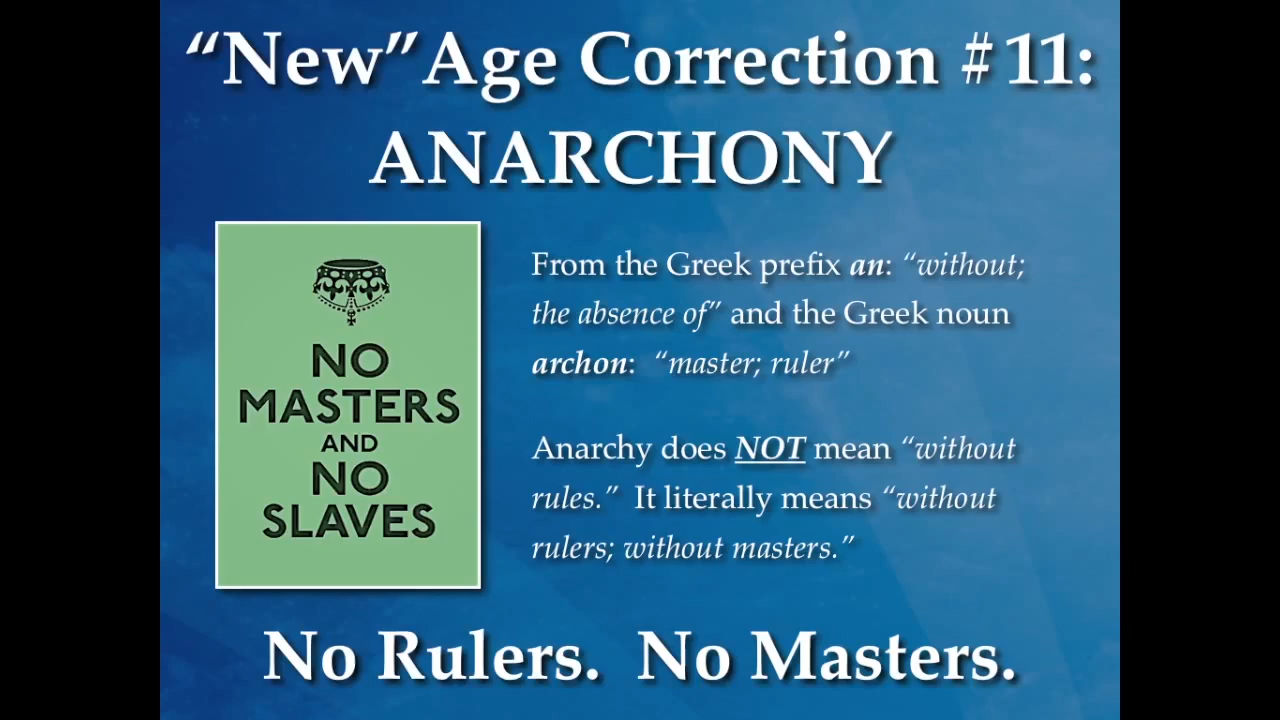 “New”Age Correction #11:
ANARCHONY
NO
MASTERS
AND
NO
SLAVES
From the Greek prefix an: “without;
the absence of” and the Greek noun
archon: “master; ruler”
Anarchy does NOT mean “without
rules.” It literally means “without
rulers; without masters.”
No Rulers. No Masters.